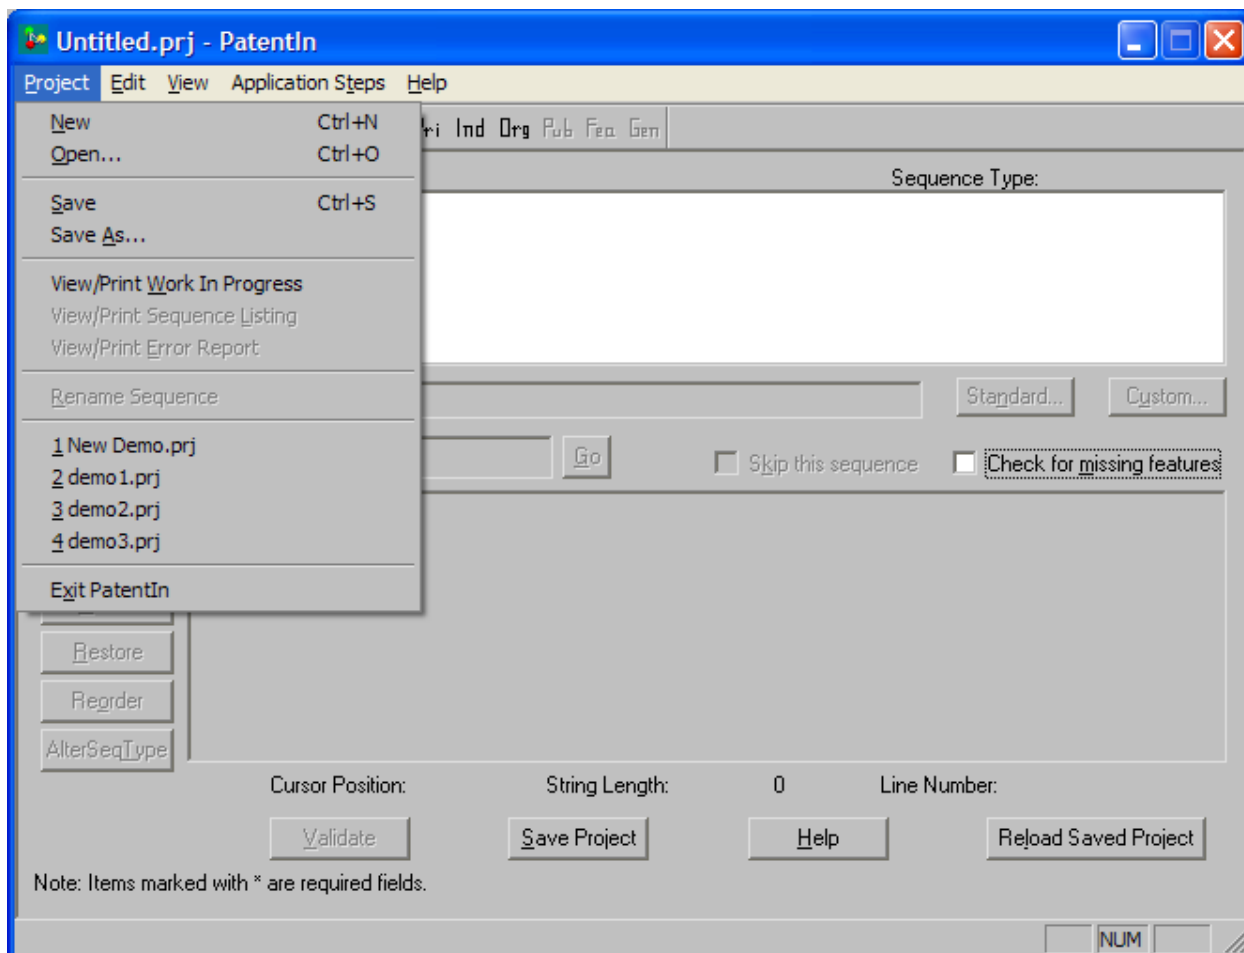 Untitled.prj - PatentIn
Project Edit View Application Steps Help
New Ctrl+N
Open... Ctrl+O
Save Ctrl+S
Save As...
View/Print Work In Progress
View/Print Sequence Listing
View/Print Error Report
Rename Sequence
1 New Demo.prj
2 demo1.prj
3 demo2.prj
4 demo3.prj
Exit PatentIn
Ind Org Pub Fea Gen
Sequence Type:
Standard... Custom...
Go Skip this sequence Check for missing features
Restore
Reorder
AlterSeqType
Cursor Position: String Length: 0 Line Number:
Validate Save Project Help Reload Saved Project
Note: Items marked with * are required fields.
NUM